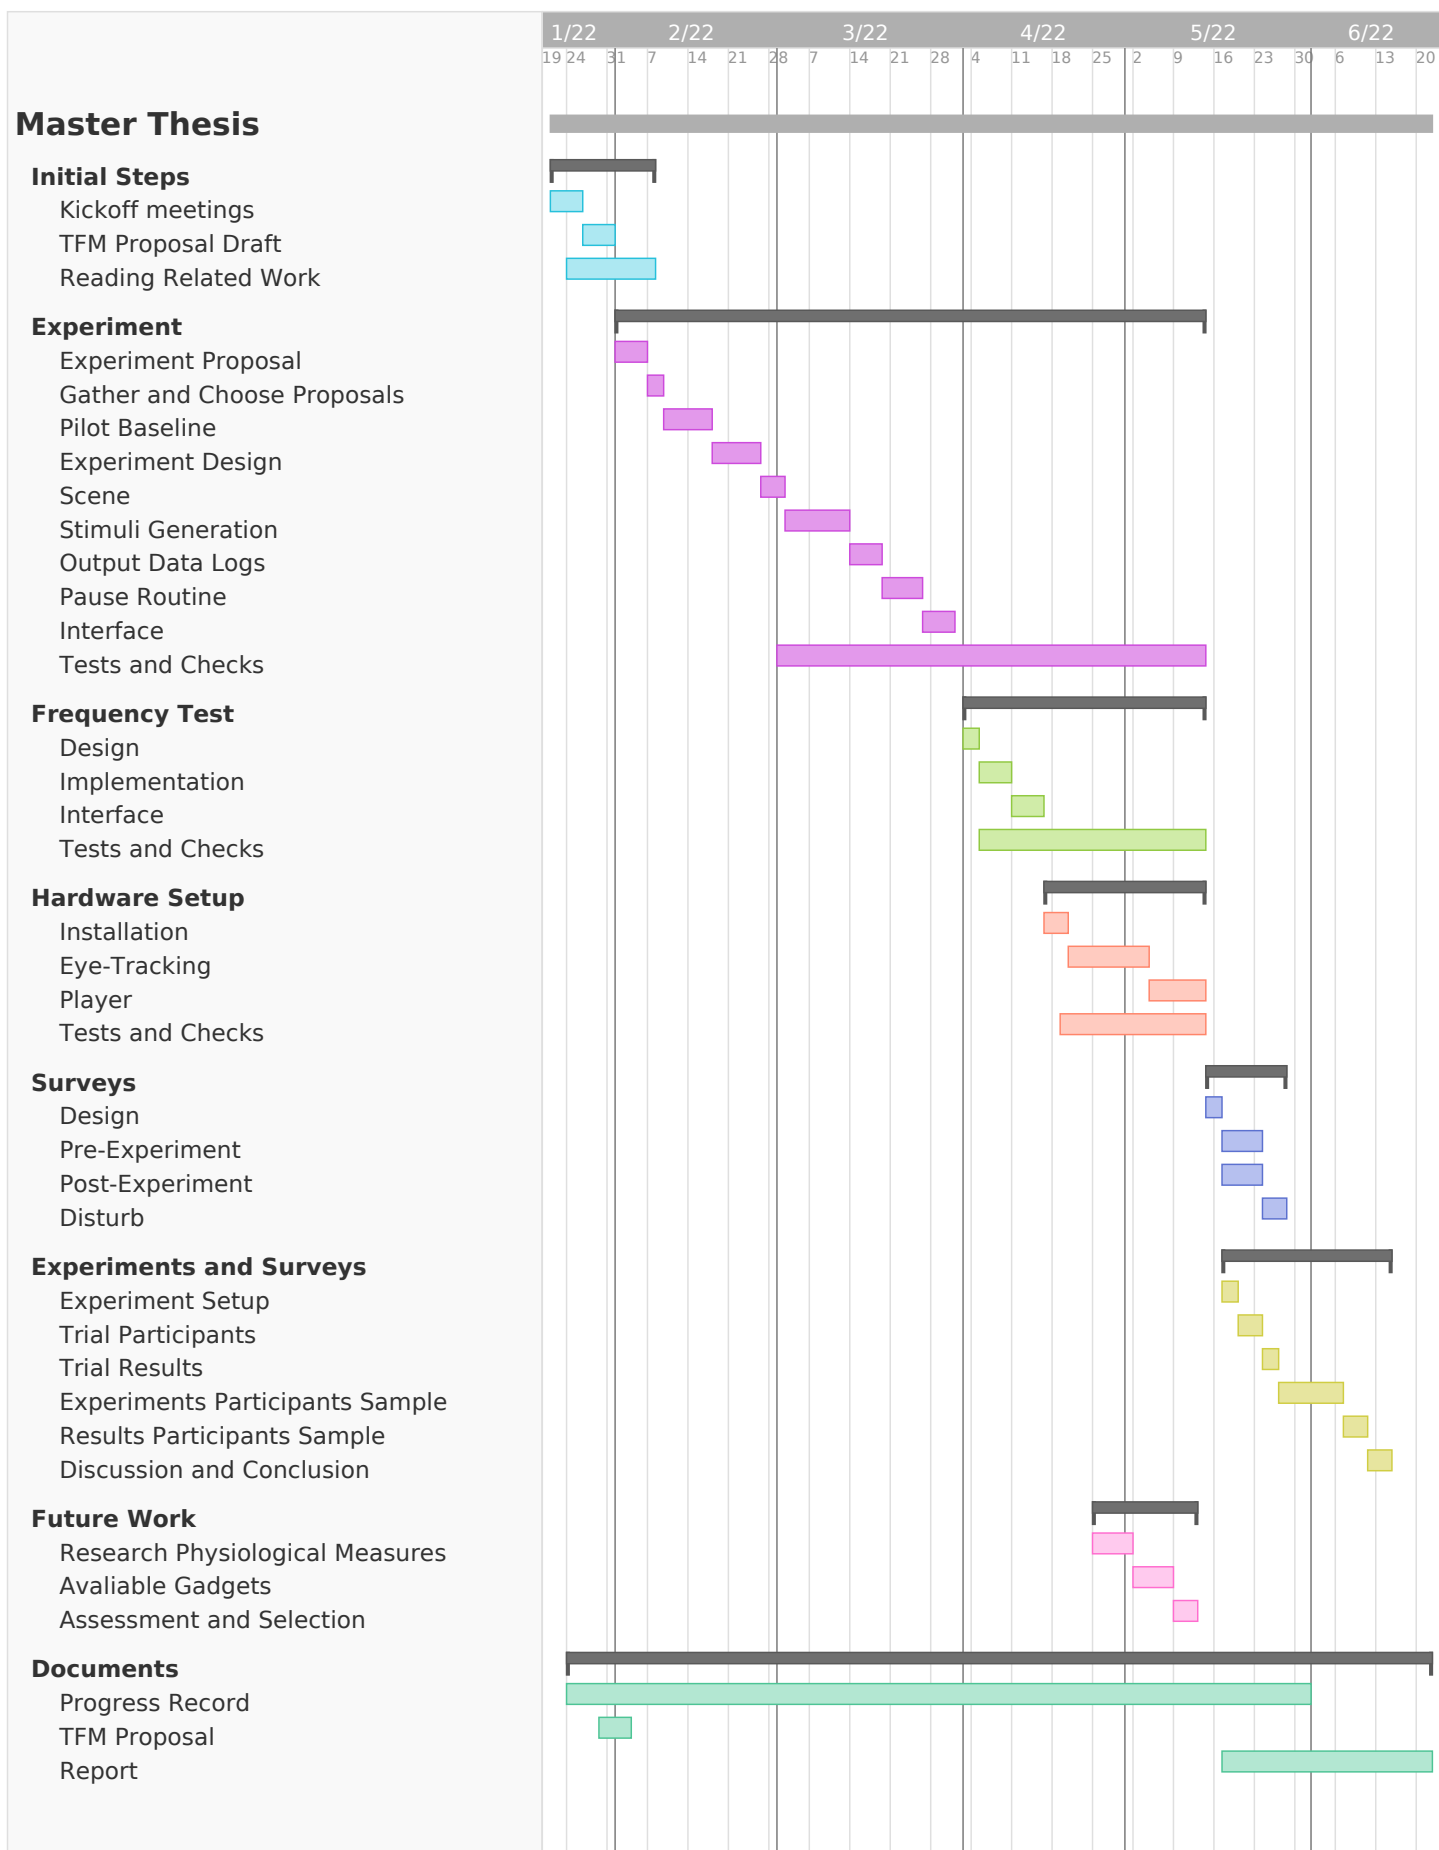 1/22 2/22 3/22 4/22 5/22 6/22
19 24 31 7 14 21 28 7 14 21 28 4 11 18 25 2 9 16 23 30 6 13 20
Master Thesis
Initial Steps
Kickoff meetings
TFM Proposal Draft
Reading Related Work
Experiment
Experiment Proposal
Gather and Choose Proposals
Pilot Baseline
Experiment Design
Scene
Stimuli Generation
Output Data Logs
Pause Routine
Interface
Tests and Checks
Frequency Test
Design
Implementation
Interface
Tests and Checks
Hardware Setup
Installation
Eye-Tracking
Player
Tests and Checks
Surveys
Design
Pre-Experiment
Post-Experiment
Disturb
Experiments and Surveys
Experiment Setup
Trial Participants
Trial Results
Experiments Participants Sample
Results Participants Sample
Discussion and Conclusion
Future Work
Research Physiological Measures
Avaliable Gadgets
Assessment and Selection
Documents
Progress Record
TFM Proposal
Report